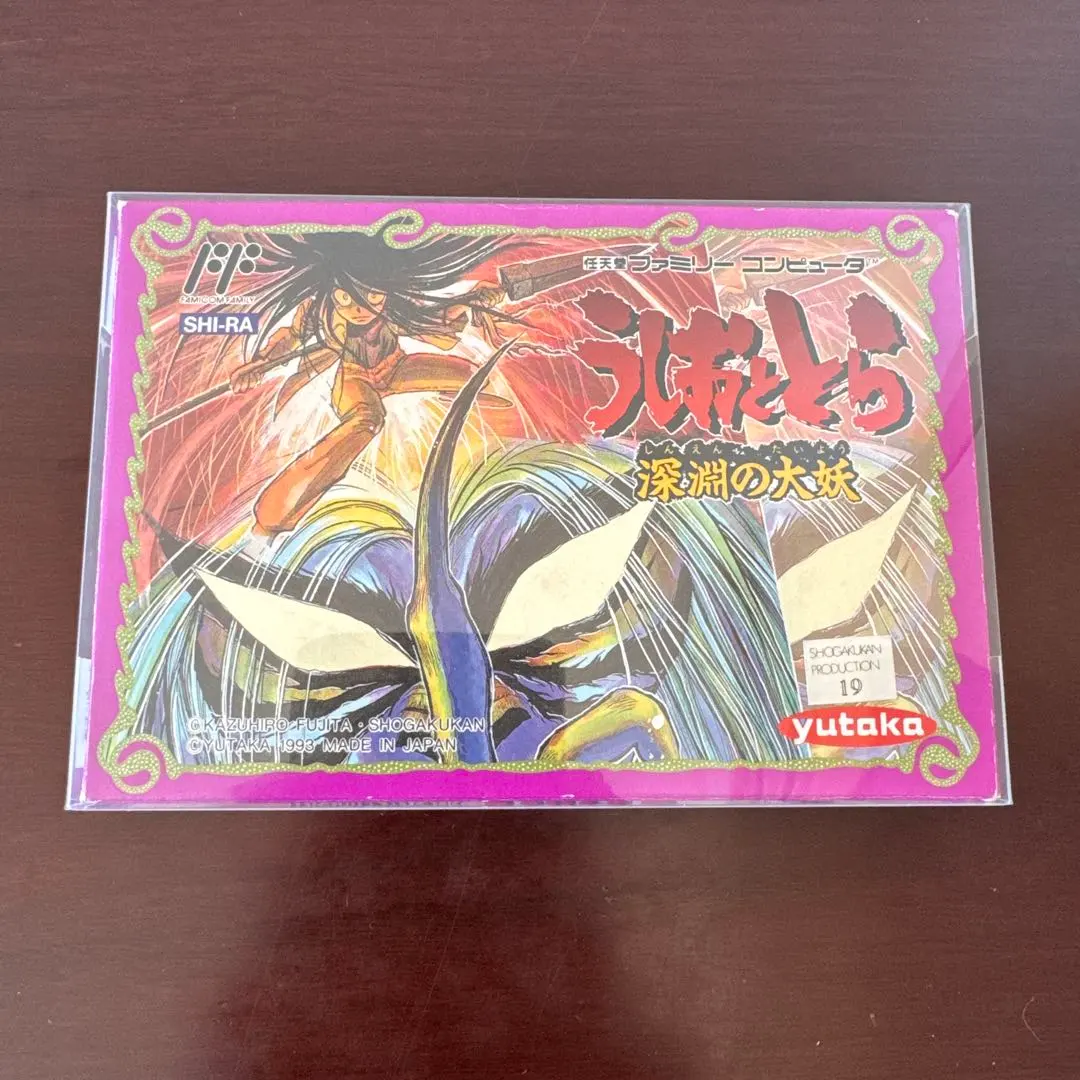 FAMICOM FAMILY
SHI-RA
任天堂 ファミリー コンピュータ™
うしおととら
しんえん たいよう
深淵の大妖
SHOGAKUKAN
PRODUCTION
19
yutaka
©KAZUHIRO FUJITA・SHOGAKUKAN
©YUTAKA 1993 MADE IN JAPAN